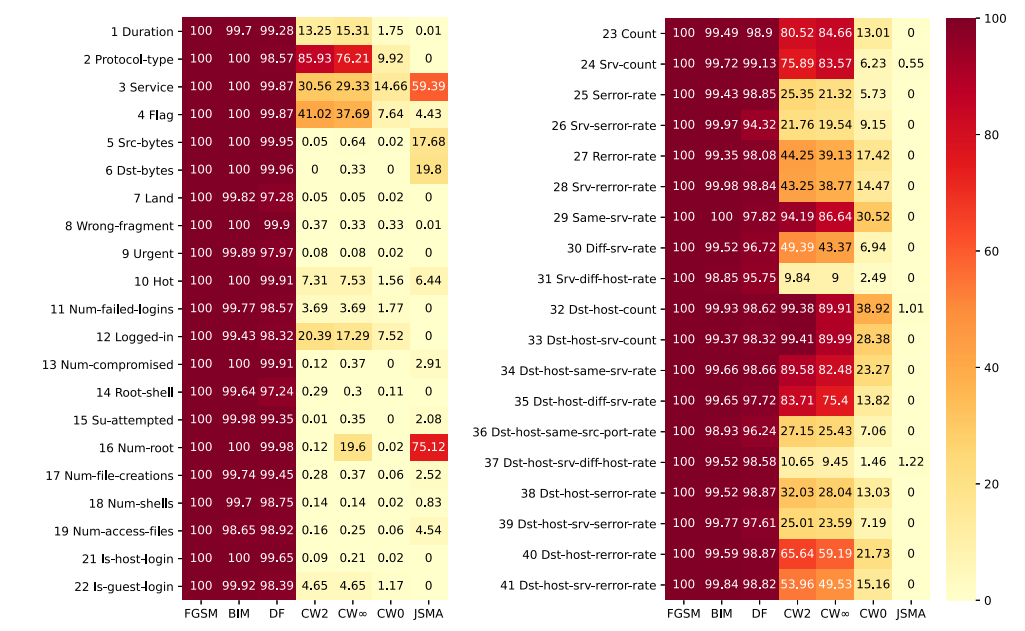 1 Duration 100 99.7 99.28 13.25 15.31 1.75 0.01
2 Protocol-type 100 100 98.57 85.93 76.21 9.92 0
3 Service 100 100 99.87 30.56 29.33 14.66 59.39
4 Flag 100 100 99.87 41.02 37.69 7.64 4.43
5 Src-bytes 100 100 99.95 0.05 0.64 0.02 17.68
6 Dst-bytes 100 100 99.96 0 0.33 0 19.8
7 Land 100 99.82 97.28 0.05 0.05 0.02 0
8 Wrong-fragment 100 100 99.9 0.37 0.33 0.33 0.01
9 Urgent 100 99.89 97.97 0.08 0.08 0.02 0
10 Hot 100 100 99.91 7.31 7.53 1.56 6.44
11 Num-failed-logins 100 99.77 98.57 3.69 3.69 1.77 0
12 Logged-in 100 99.43 98.32 20.39 17.29 7.52 0
13 Num-compromised 100 100 99.91 0.12 0.37 0 2.91
14 Root-shell 100 99.64 97.24 0.29 0.3 0.11 0
15 Su-attempted 100 99.98 99.35 0.01 0.35 0 2.08
16 Num-root 100 100 99.98 0.12 19.6 0.02 75.12
17 Num-file-creations 100 99.74 99.45 0.28 0.37 0.06 2.52
18 Num-shells 100 99.7 98.75 0.14 0.14 0.02 0.83
19 Num-access-files 100 98.65 98.92 0.16 0.25 0.06 4.54
21 Is-host-login 100 100 99.65 0.09 0.21 0.02 0
22 Is-guest-login 100 99.92 98.39 4.65 4.65 1.17 0
FGSM BIM DF CW2 CW∞ CW0 JSMA
23 Count 100 99.49 98.9 80.52 84.66 13.01 0
24 Srv-count 100 99.72 99.13 75.89 83.57 6.23 0.55
25 Serror-rate 100 99.43 98.85 25.35 21.32 5.73 0
26 Srv-serror-rate 100 99.97 94.32 21.76 19.54 9.15 0
27 Rerror-rate 100 99.35 98.08 44.25 39.13 17.42 0
28 Srv-rerror-rate 100 99.98 98.84 43.25 38.77 14.47 0
29 Same-srv-rate 100 100 97.82 94.19 86.64 30.52 0
30 Diff-srv-rate 100 99.52 96.72 49.39 43.37 6.94 0
31 Srv-diff-host-rate 100 98.85 95.75 9.84 9 2.49 0
32 Dst-host-count 100 99.93 98.62 99.38 89.91 38.92 1.01
33 Dst-host-srv-count 100 99.37 98.32 99.41 89.99 28.38 0
34 Dst-host-same-srv-rate 100 99.66 98.66 89.58 82.48 23.27 0
35 Dst-host-diff-srv-rate 100 99.65 97.72 83.71 75.4 13.82 0
36 Dst-host-same-src-port-rate 100 98.93 96.24 27.15 25.43 7.06 0
37 Dst-host-srv-diff-host-rate 100 99.52 98.58 10.65 9.45 1.46 1.22
38 Dst-host-serror-rate 100 99.52 98.87 32.03 28.04 13.03 0
39 Dst-host-srv-serror-rate 100 99.77 97.61 25.01 23.59 7.19 0
40 Dst-host-rerror-rate 100 99.59 98.87 65.64 59.19 21.73 0
41 Dst-host-srv-rerror-rate 100 99.84 98.82 53.96 49.53 15.16 0
FGSM BIM DF CW2 CW∞ CW0 JSMA
100
80
60
40
20
0